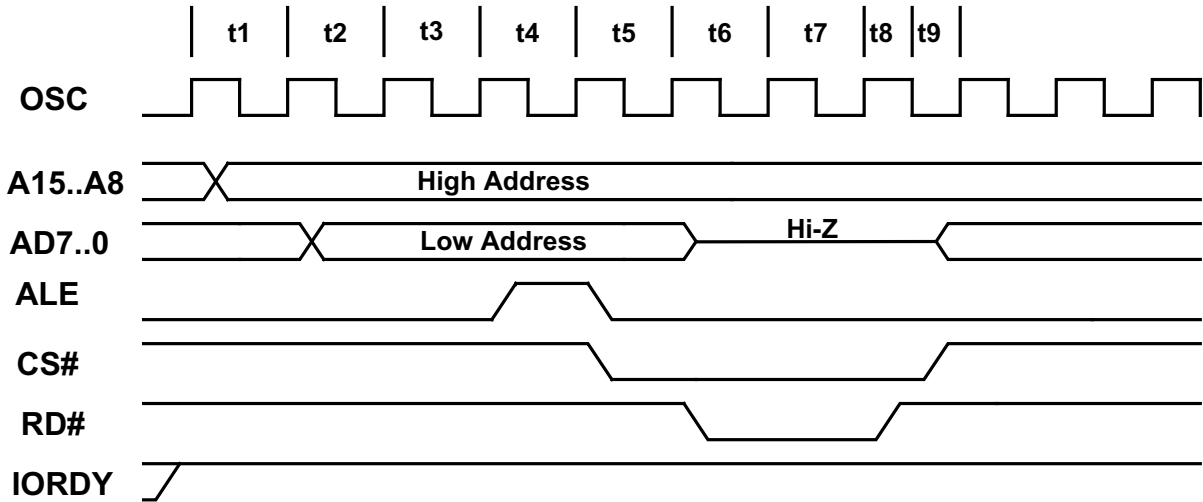 t1 t2 t3 t4 t5 t6 t7 t8 t9
OSC
A15..A8 High Address
AD7..0 Low Address Hi-Z
ALE
CS#
RD#
IORDY